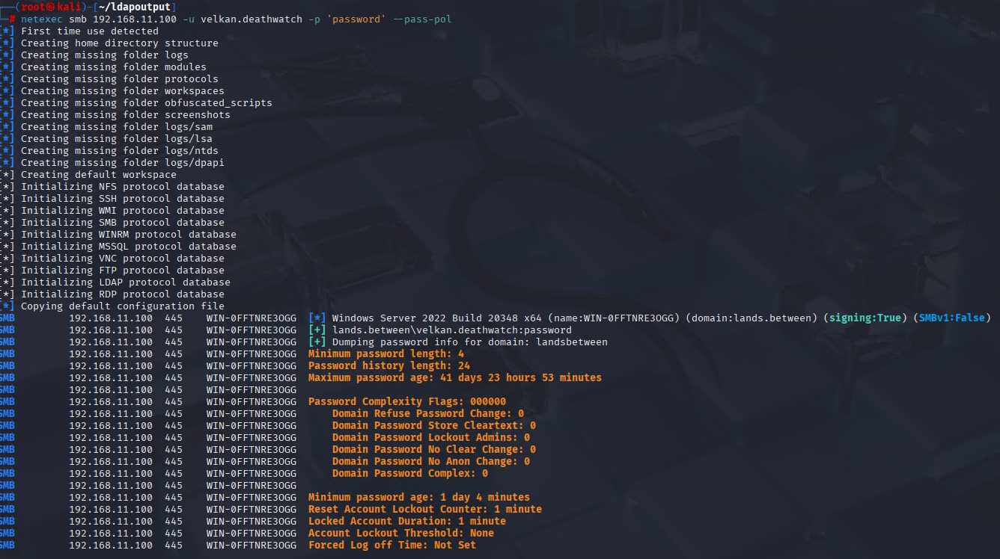 (root㉿kali)-[~/ldapoutput]
# netexec smb 192.168.11.100 -u velkan.deathwatch -p 'password' --pass-pol
[*] First time use detected
[*] Creating home directory structure
[*] Creating missing folder logs
[*] Creating missing folder modules
[*] Creating missing folder protocols
[*] Creating missing folder workspaces
[*] Creating missing folder obfuscated_scripts
[*] Creating missing folder screenshots
[*] Creating missing folder logs/sam
[*] Creating missing folder logs/lsa
[*] Creating missing folder logs/ntds
[*] Creating missing folder logs/dpapi
[*] Creating default workspace
[*] Initializing NFS protocol database
[*] Initializing SSH protocol database
[*] Initializing WMI protocol database
[*] Initializing SMB protocol database
[*] Initializing WINRM protocol database
[*] Initializing MSSQL protocol database
[*] Initializing VNC protocol database
[*] Initializing FTP protocol database
[*] Initializing LDAP protocol database
[*] Initializing RDP protocol database
[*] Copying default configuration file
SMB 192.168.11.100 445 WIN-0FFTNRE3OGG [*] Windows Server 2022 Build 20348 x64 (name:WIN-0FFTNRE3OGG) (domain:lands.between) (signing:True) (SMBv1:False)
SMB 192.168.11.100 445 WIN-0FFTNRE3OGG [+] lands.between\velkan.deathwatch:password
SMB 192.168.11.100 445 WIN-0FFTNRE3OGG [+] Dumping password info for domain: landsbetween
SMB 192.168.11.100 445 WIN-0FFTNRE3OGG Minimum password length: 4
SMB 192.168.11.100 445 WIN-0FFTNRE3OGG Password history length: 24
SMB 192.168.11.100 445 WIN-0FFTNRE3OGG Maximum password age: 41 days 23 hours 53 minutes
SMB 192.168.11.100 445 WIN-0FFTNRE3OGG
SMB 192.168.11.100 445 WIN-0FFTNRE3OGG Password Complexity Flags: 000000
SMB 192.168.11.100 445 WIN-0FFTNRE3OGG Domain Refuse Password Change: 0
SMB 192.168.11.100 445 WIN-0FFTNRE3OGG Domain Password Store Cleartext: 0
SMB 192.168.11.100 445 WIN-0FFTNRE3OGG Domain Password Lockout Admins: 0
SMB 192.168.11.100 445 WIN-0FFTNRE3OGG Domain Password No Clear Change: 0
SMB 192.168.11.100 445 WIN-0FFTNRE3OGG Domain Password No Anon Change: 0
SMB 192.168.11.100 445 WIN-0FFTNRE3OGG Domain Password Complex: 0
SMB 192.168.11.100 445 WIN-0FFTNRE3OGG
SMB 192.168.11.100 445 WIN-0FFTNRE3OGG Minimum password age: 1 day 4 minutes
SMB 192.168.11.100 445 WIN-0FFTNRE3OGG Reset Account Lockout Counter: 1 minute
SMB 192.168.11.100 445 WIN-0FFTNRE3OGG Locked Account Duration: 1 minute
SMB 192.168.11.100 445 WIN-0FFTNRE3OGG Account Lockout Threshold: None
SMB 192.168.11.100 445 WIN-0FFTNRE3OGG Forced Log off Time: Not Set